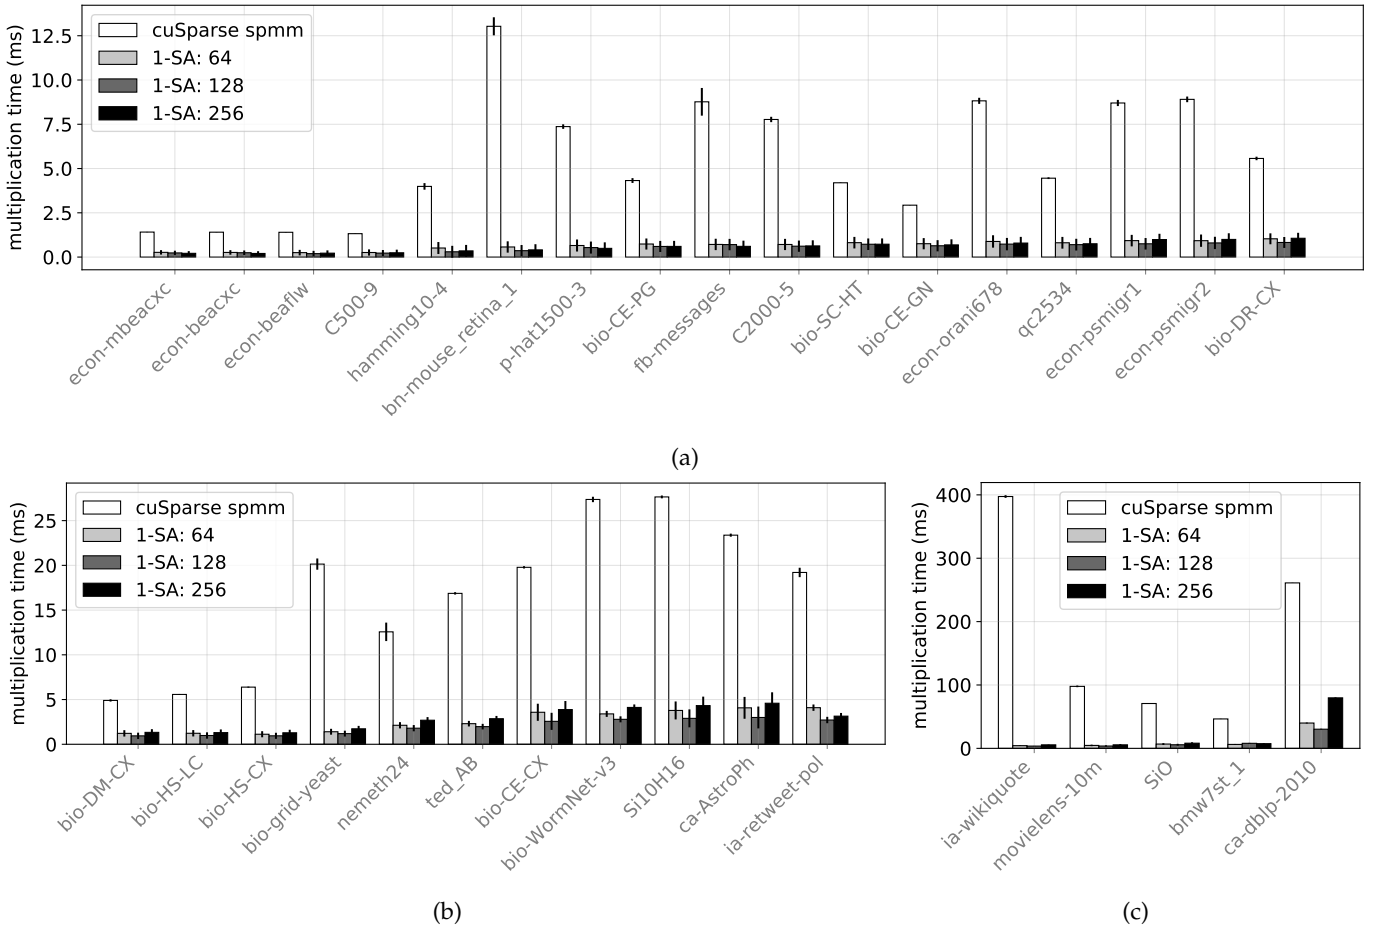 multiplication time (ms)
12.5
10.0
7.5
5.0
2.5
0.0
cuSparse spmm
1-SA: 64
1-SA: 128
1-SA: 256
econ-mbeacxc
econ-beacxc
econ-beaflw
C5000-9
hamming10-4
bn-mouse_retina_1
p-hat1500-3
bio-CE-PG
fb-messages
C2000-5
bio-SC-HT
bio-CE-GN
econ-orani678
qc2534
econ-psmigr1
econ-psmigr2
bio-DR-CX
(a)
multiplication time (ms)
25
20
15
10
5
0
cuSparse spmm
1-SA: 64
1-SA: 128
1-SA: 256
bio-DM-CX
bio-HS-LC
bio-HS-CX
bio-grid-yeast
nemeth24
ted_AB
bio-CE-CX
bio-WormNet-v3
Si10H16
ca-AstroPh
ia-retweet-pol
(b)
multiplication time (ms)
400
300
200
100
0
cuSparse spmm
1-SA: 64
1-SA: 128
1-SA: 256
ia-wikiquote
movielens-10m
SiO
bmw7st_1
ca-dblp-2010
(c)